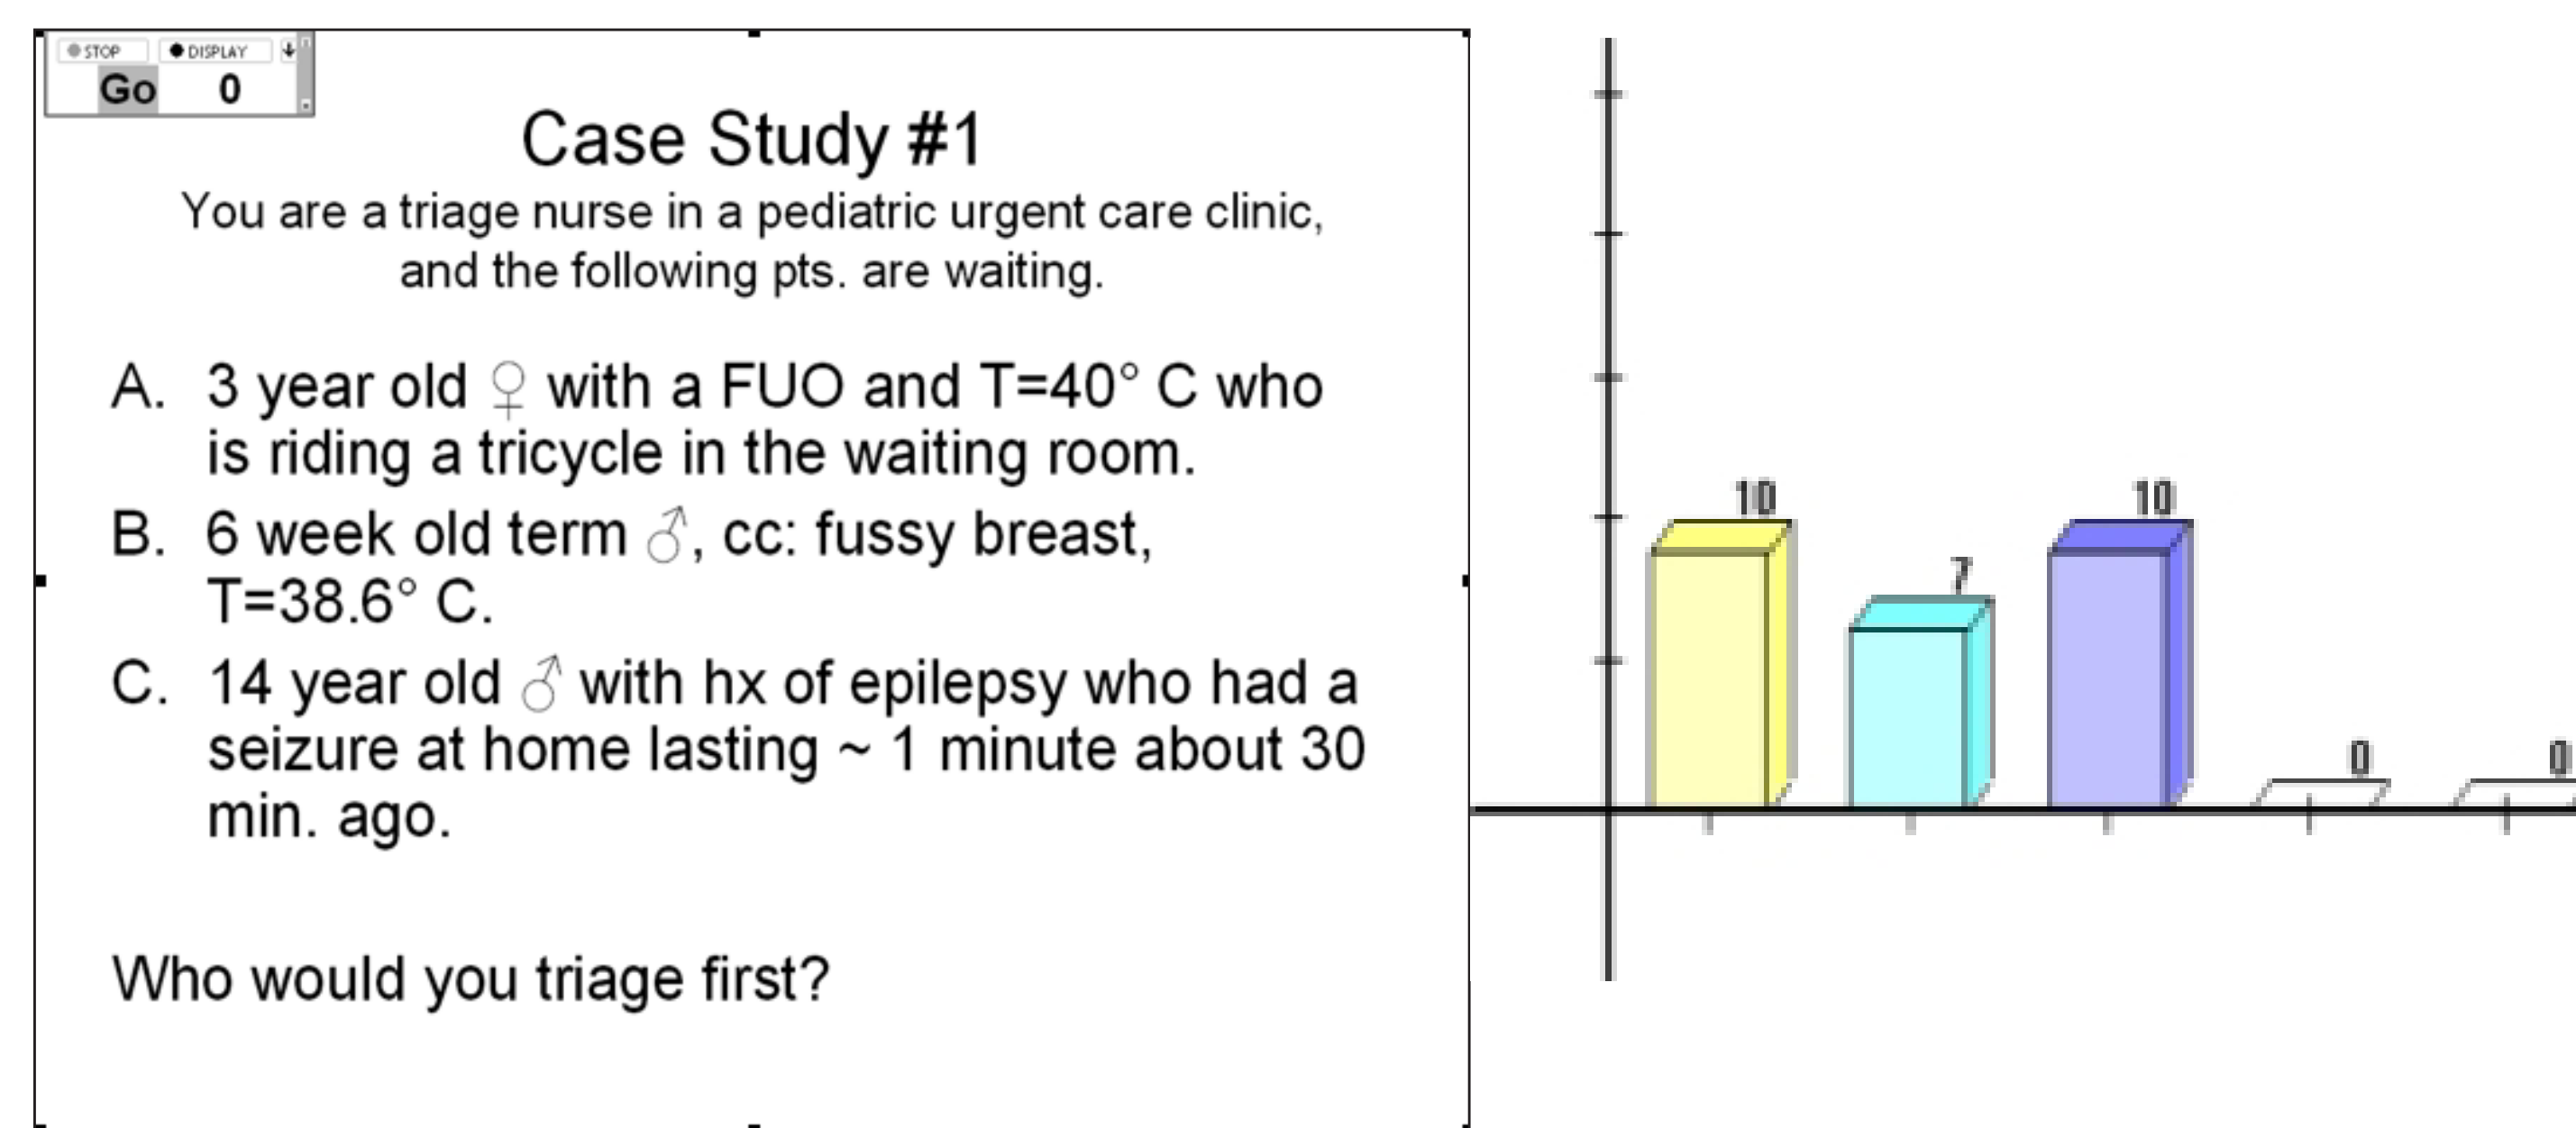 STOP DISPLAY
Go 0
Case Study #1
You are a triage nurse in a pediatric urgent care clinic,
and the following pts. are waiting.
A. 3 year old ♀ with a FUO and T=40° C who
is riding a tricycle in the waiting room.
B. 6 week old term ♂, cc: fussy breast,
T=38.6° C.
C. 14 year old ♂ with hx of epilepsy who had a
seizure at home lasting ~ 1 minute about 30
min. ago.
Who would you triage first?
10 10
7
0 0